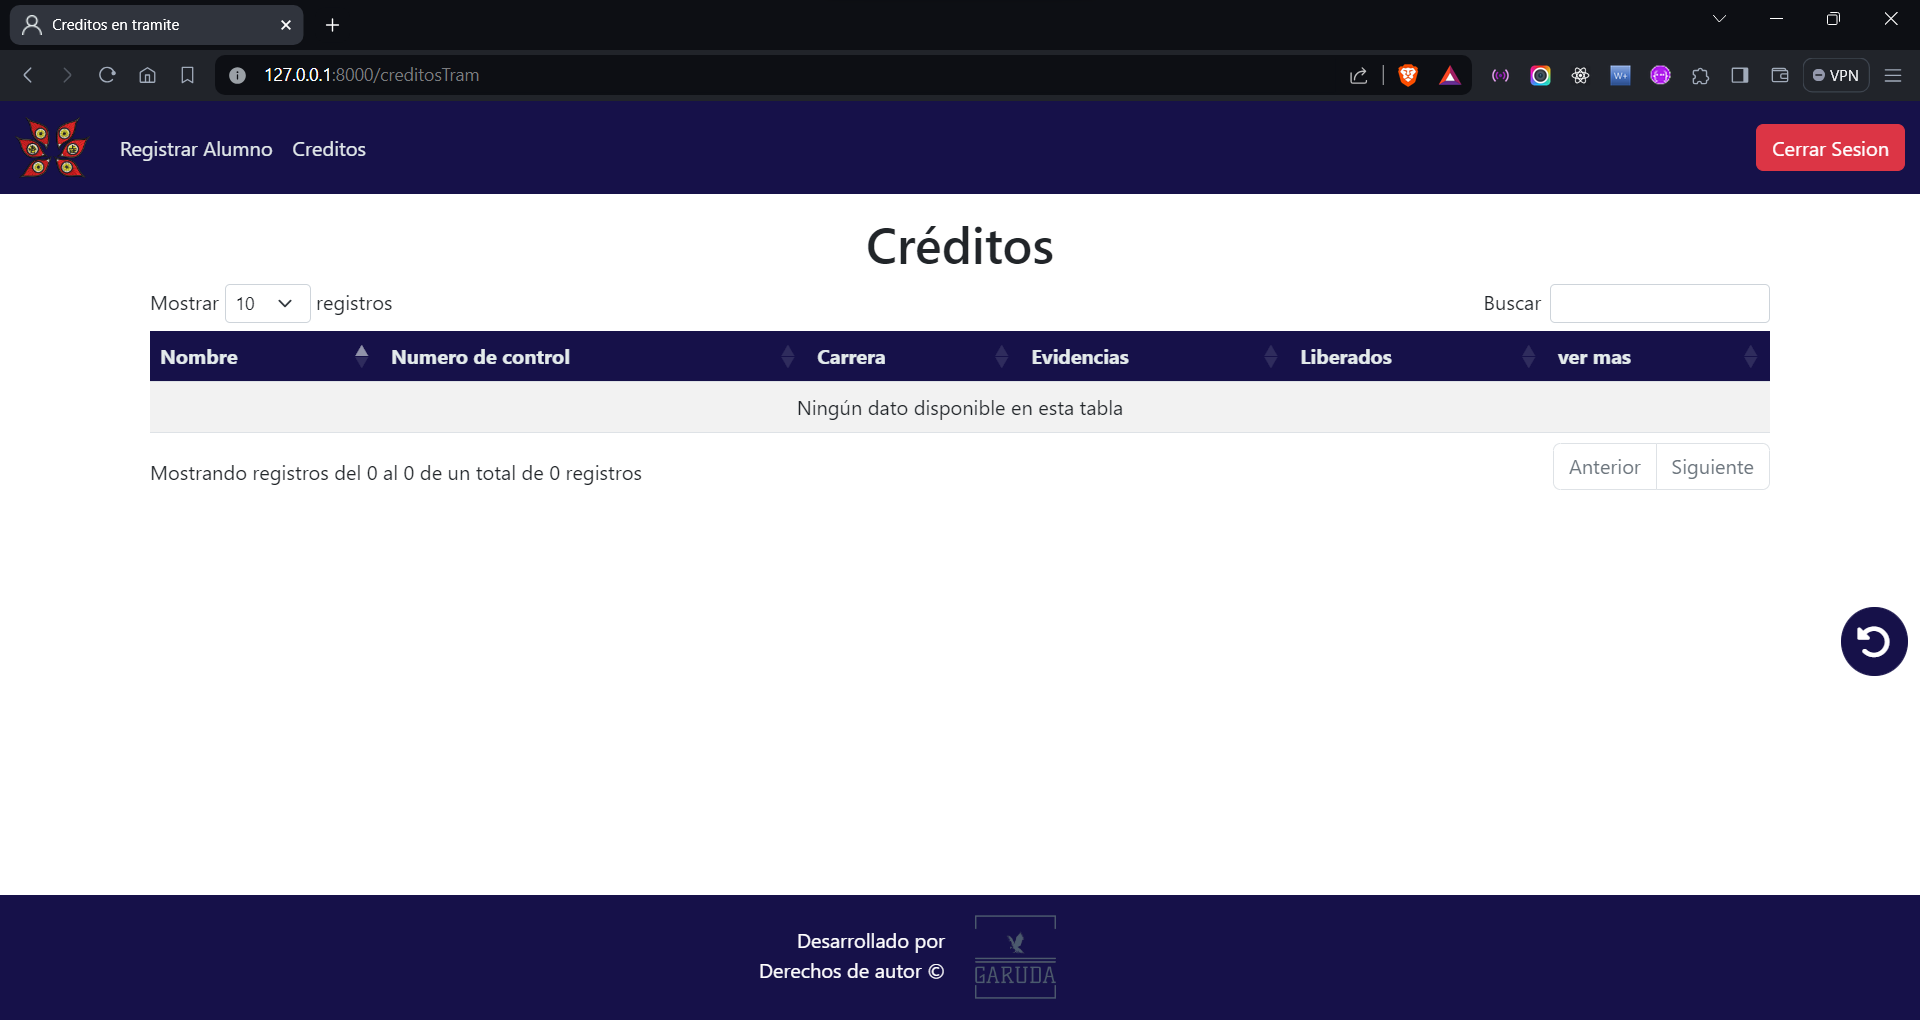 Creditos en tramite
127.0.0.1:8000/creditosTram
W+
VPN
Registrar Alumno Creditos
Cerrar Sesion
Créditos
Mostrar 10 registros
Buscar
Nombre Numero de control Carrera Evidencias Liberados ver mas
Ningún dato disponible en esta tabla
Mostrando registros del 0 al 0 de un total de 0 registros
Anterior Siguiente
Desarrollado por
Derechos de autor ©
GARUDA